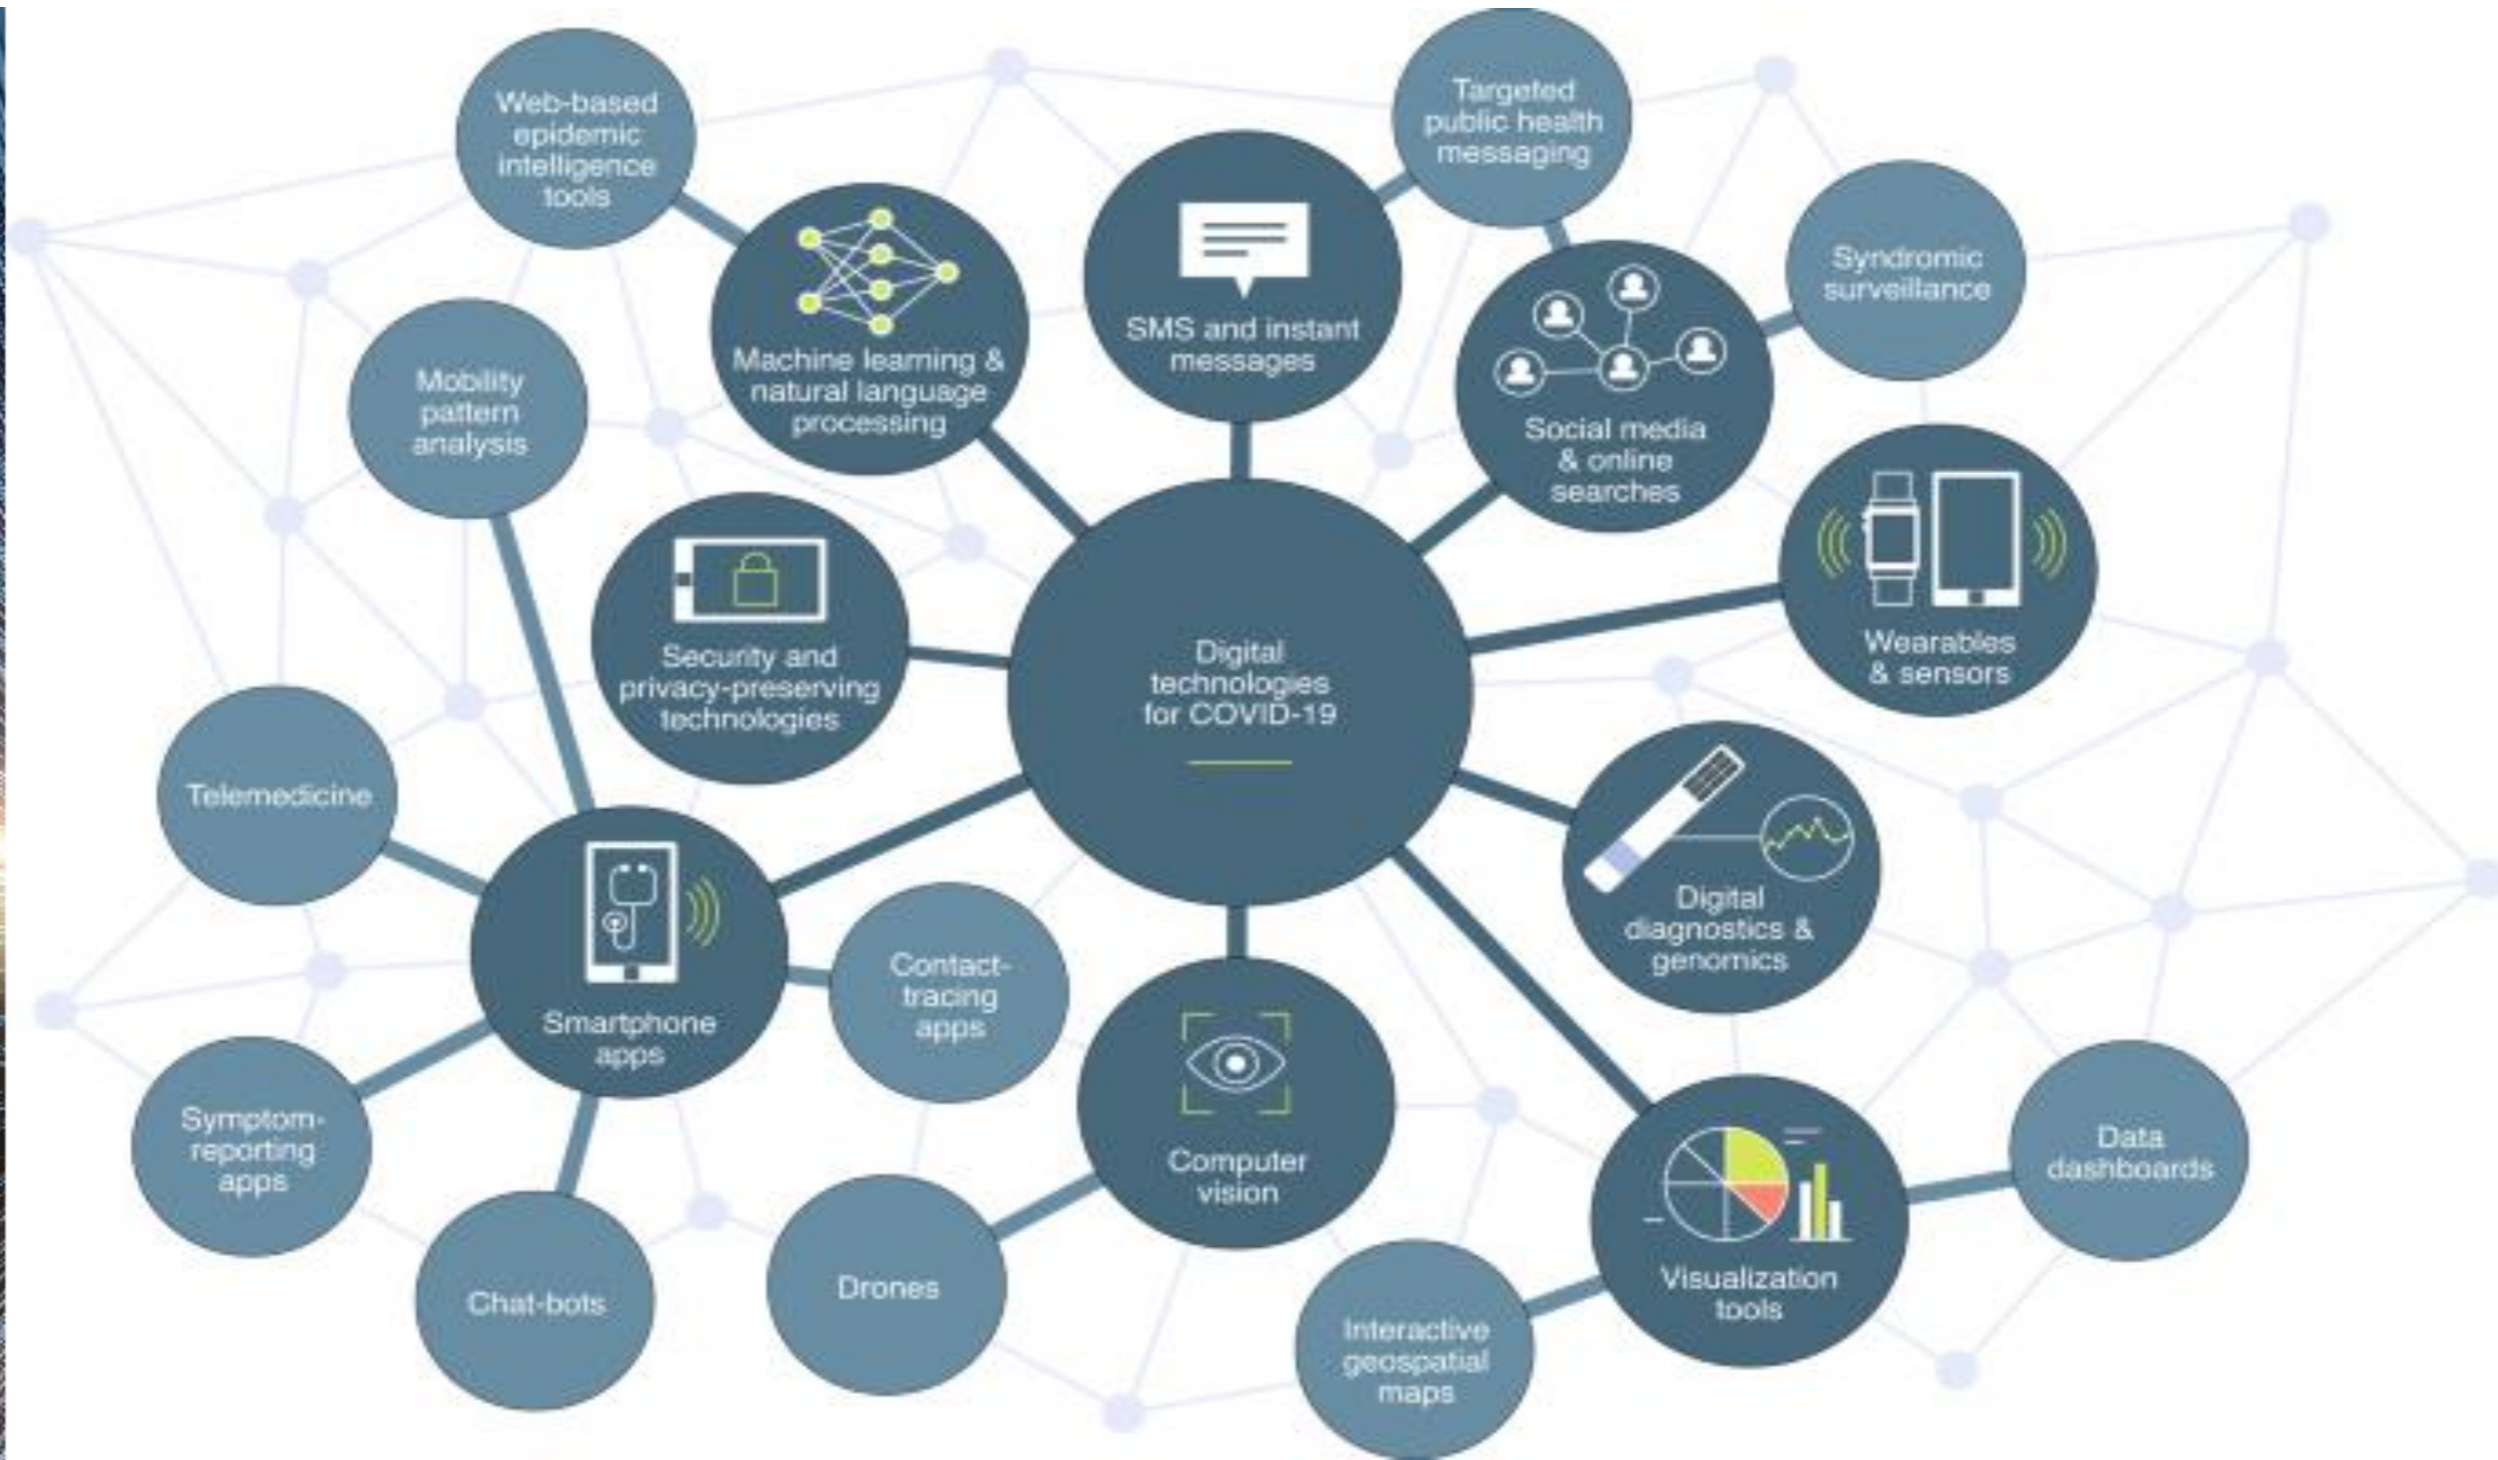 Web-based
epidemic
intelligence
tools
Targeted
public health
messaging
Syndromic
surveillance
SMS and instant
messages
Machine learning &
natural language
processing
Mobility
pattern
analysis
Social media
& online
searches
Wearables
& sensors
Security and
privacy-preserving
technologies
Digital
technologies
for COVID-19
Telemedicine
Digital
diagnostics &
genomics
Smartphone
apps
Contact-
tracing
apps
Symptom-
reporting
apps
Computer
vision
Data
dashboards
Chat-bots
Drones
Visualization
tools
Interactive
geospatial
maps